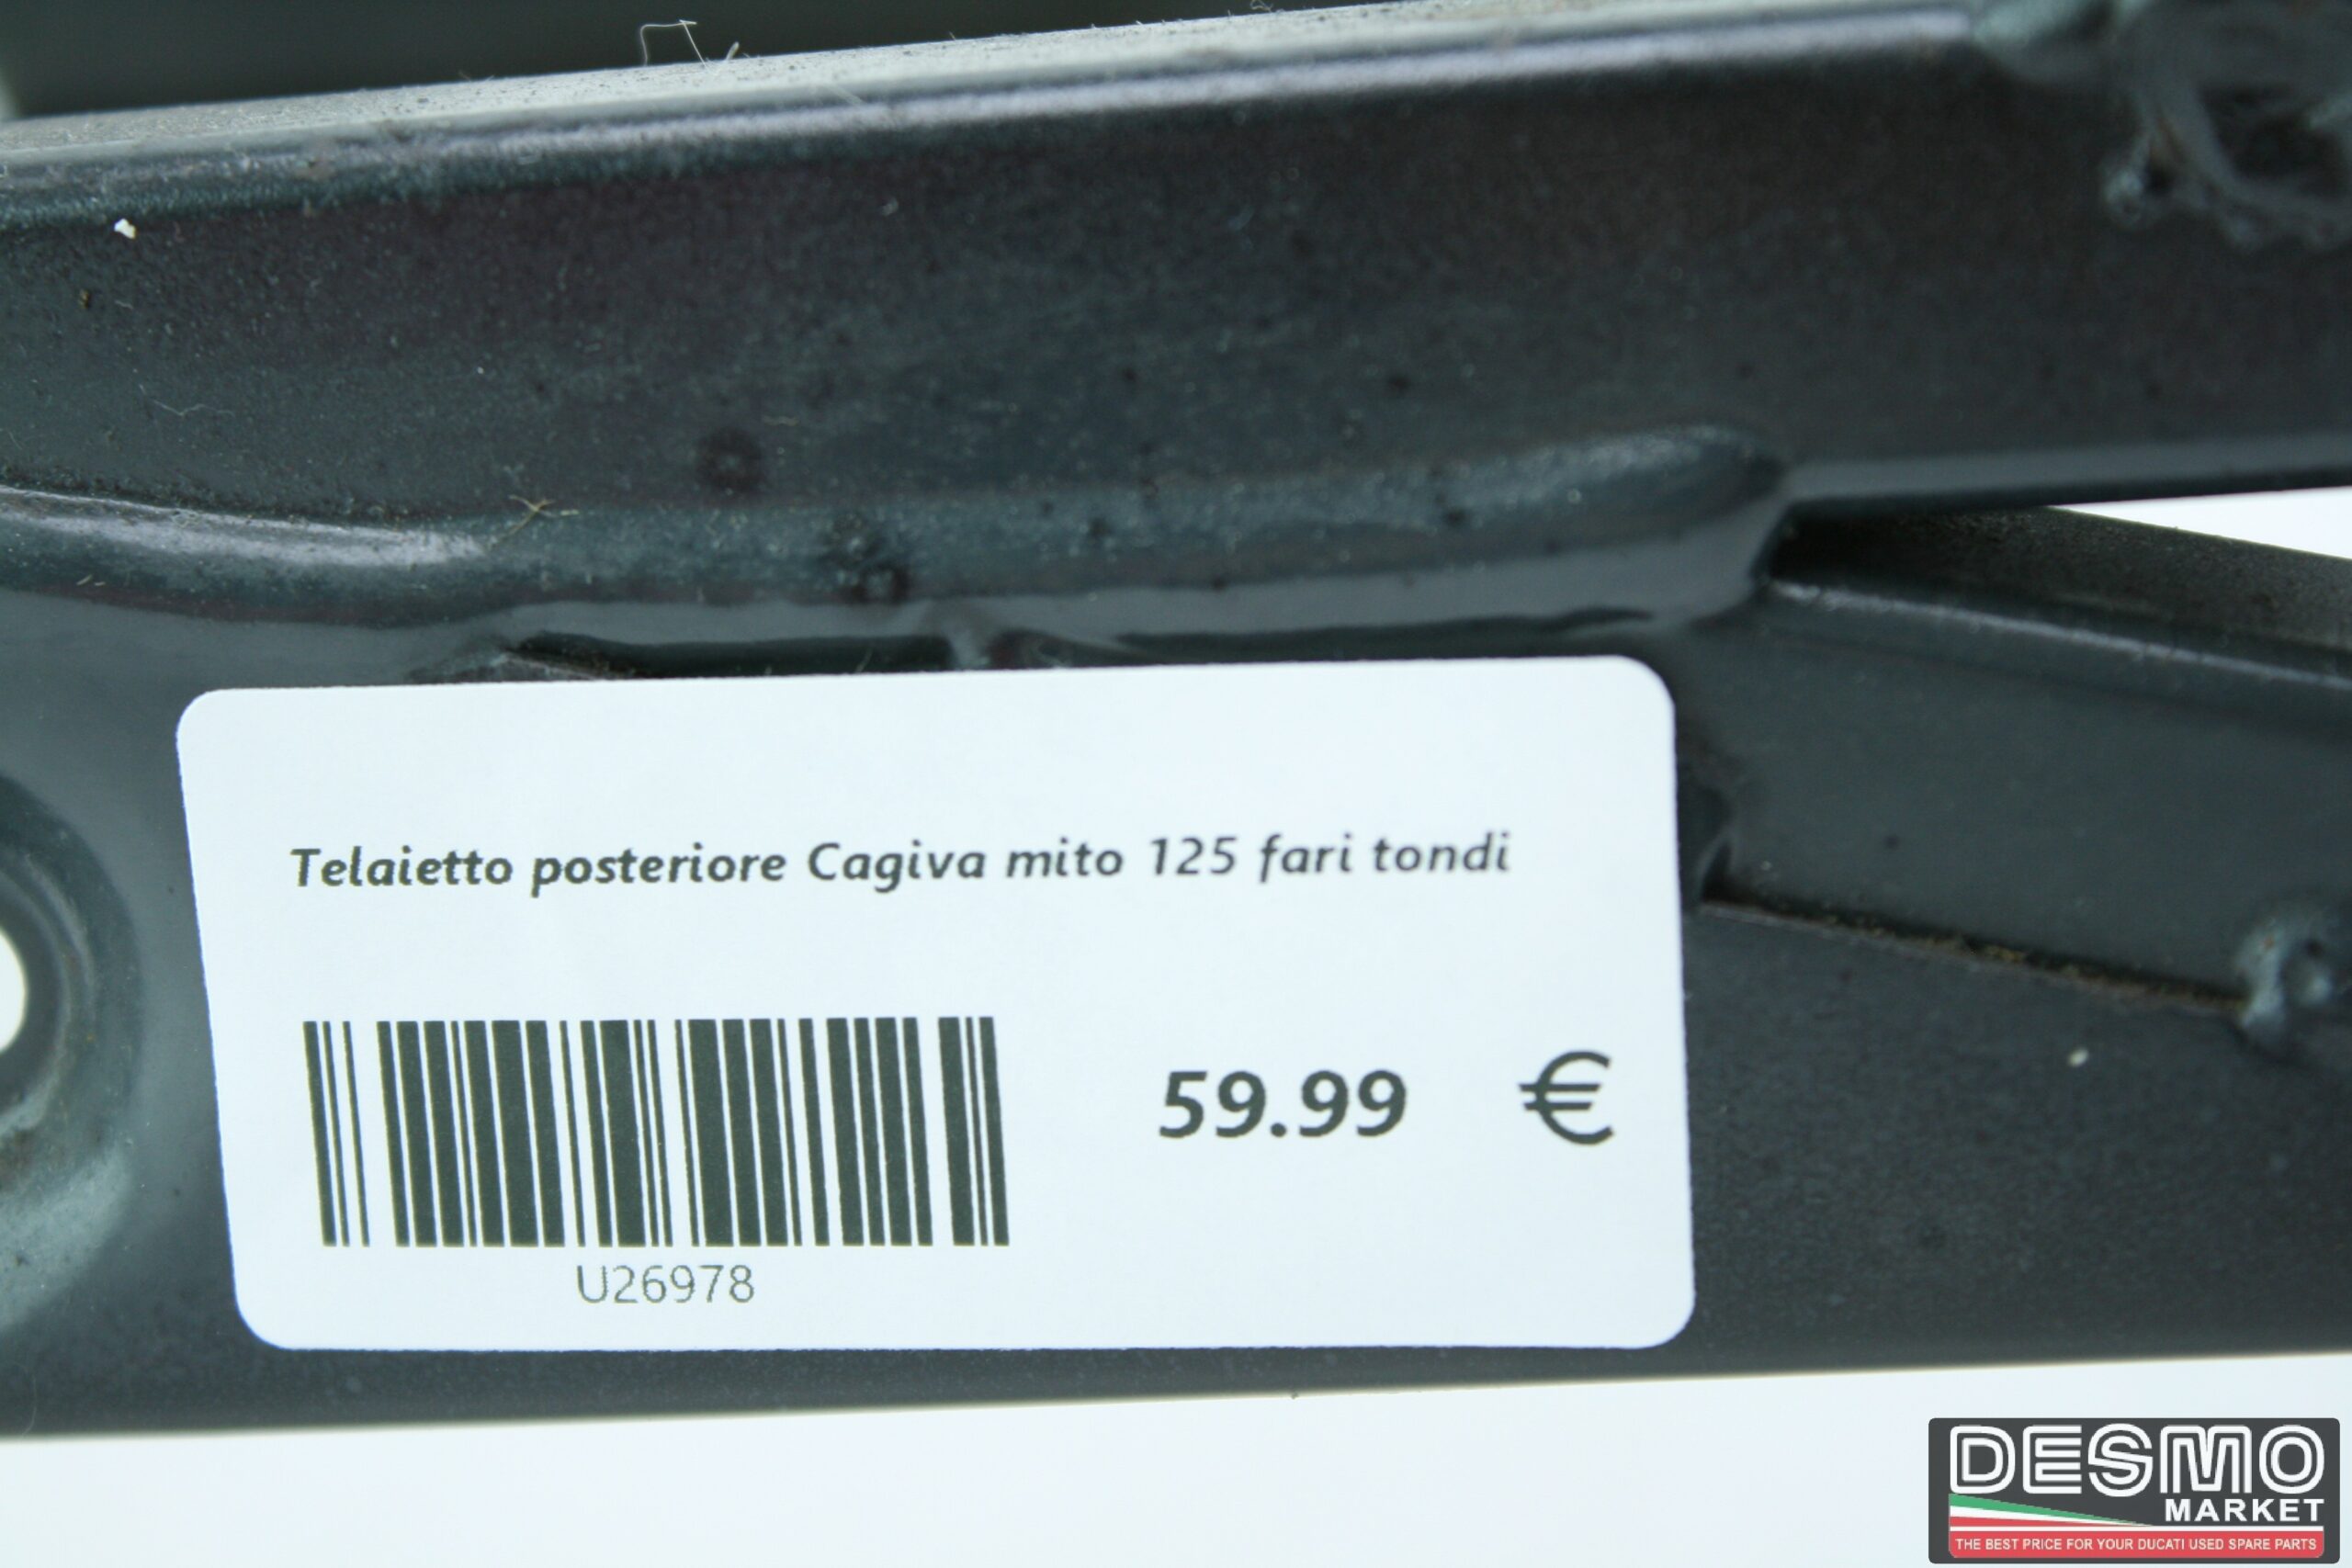 Telaietto posteriore Cagiva mito 125 fari tondi
59.99 €
U26978
DESMO
MARKET
THE BEST PRICE FOR YOUR DUCATI USED SPARE PARTS